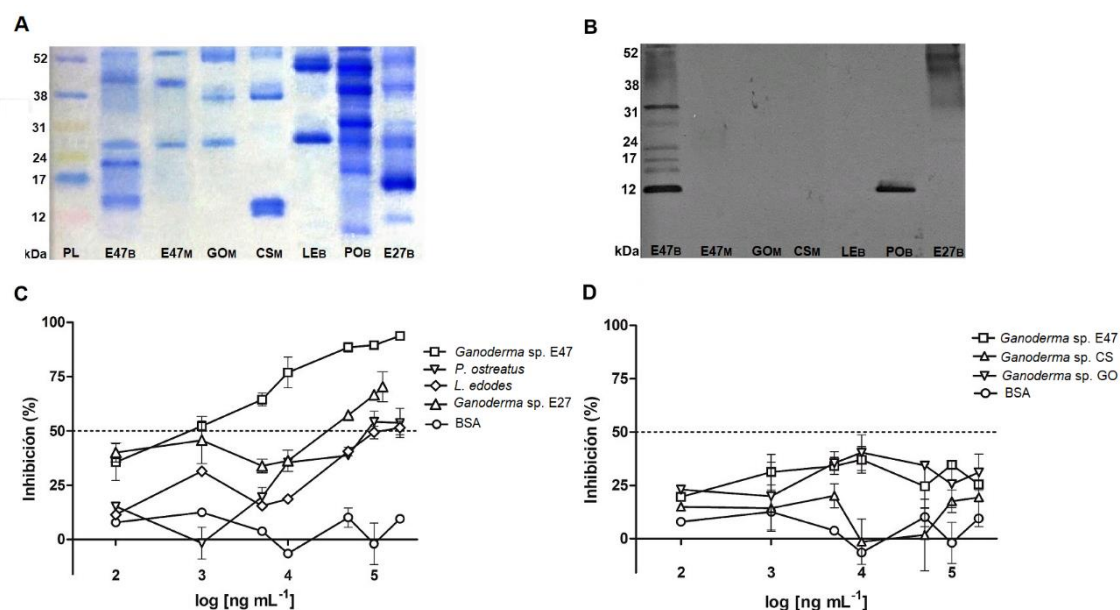 A
52
38
31
24
17
12
kDa
PL
E47B
E47M
GOM
CSM
LEB
POB
E27B
B
52
38
31
24
17
12
kDa
E47B
E47M
GOM
CSM
LEB
POB
E27B
C
100
75
50
25
0
Inhibición (%)
2
3
4
5
log [ng mL⁻¹]
Ganoderma sp. E47
P. ostreatus
L. edodes
Ganoderma sp. E27
BSA
D
100
75
50
25
0
Inhibición (%)
2
3
4
5
log [ng mL⁻¹]
Ganoderma sp. E47
Ganoderma sp. CS
Ganoderma sp. GO
BSA